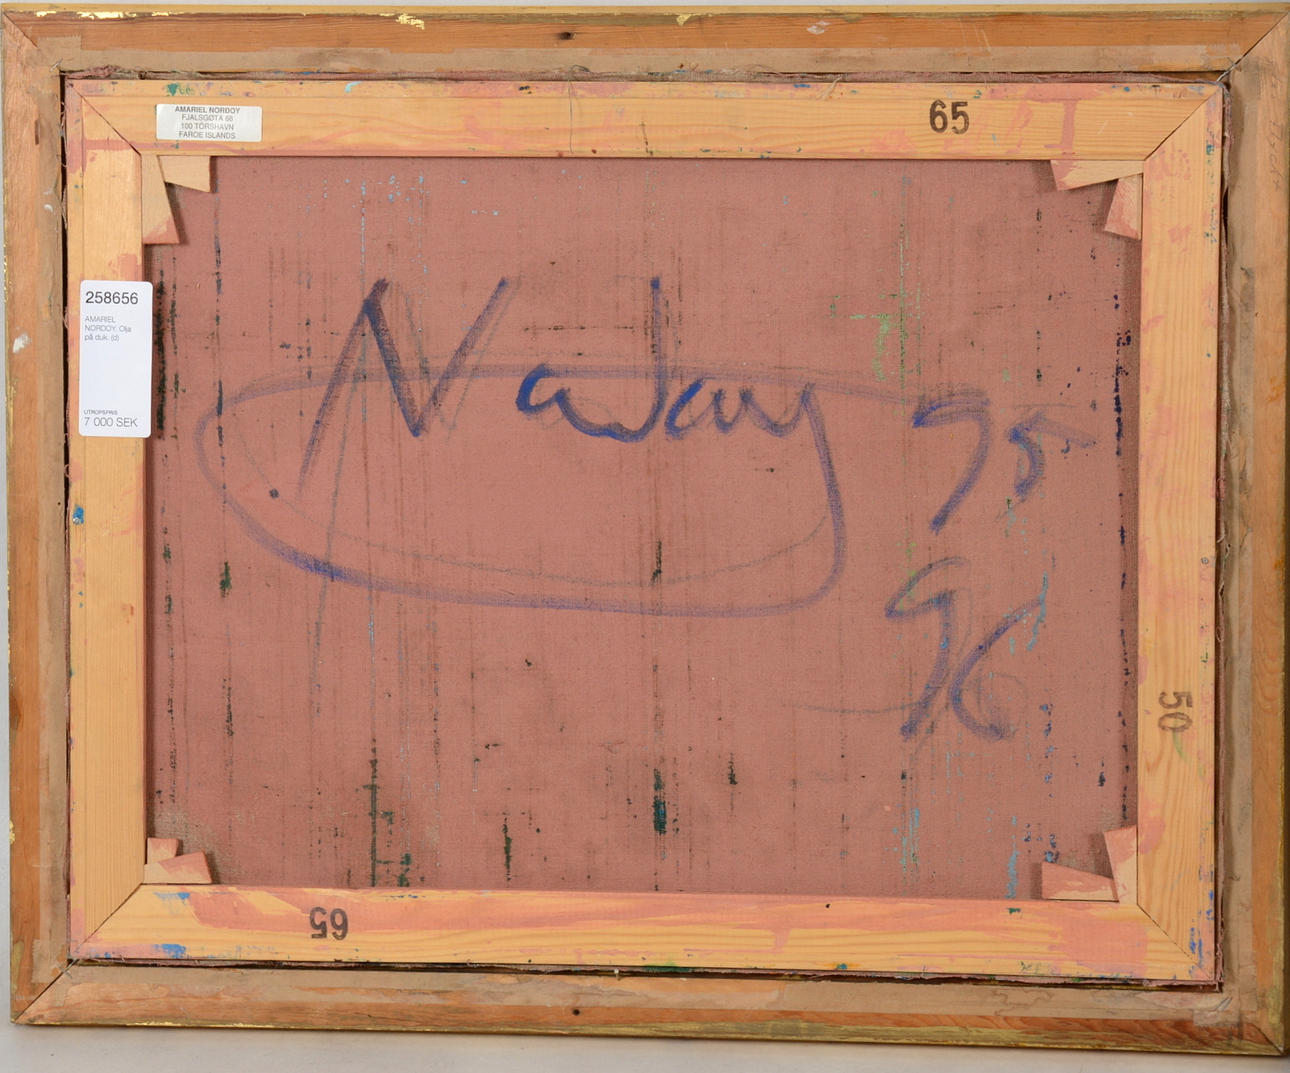 AMARIEL NORDOY
FJALSGØTA 68
100 TÓRSHAVN
FAROE ISLANDS
65
258656
AMARIEL
NORDOY. Olja
på duk. (d)
UTROPSPRIS
7 000 SEK
Nordoy 95
96
50
65